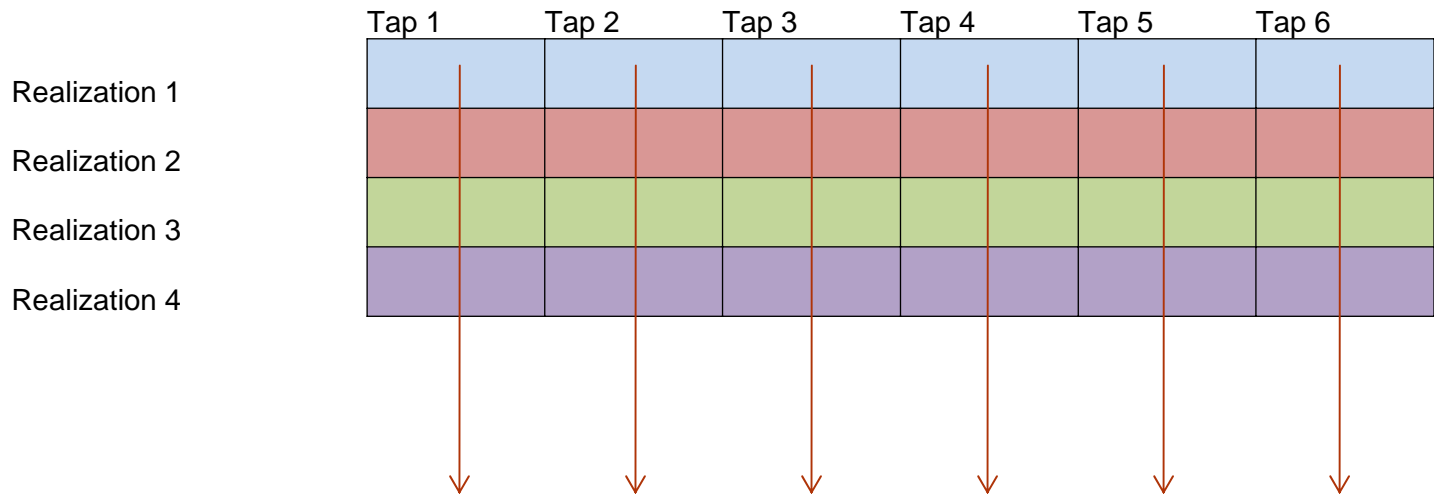 Tap 1 Tap 2 Tap 3 Tap 4 Tap 5 Tap 6
Realization 1
Realization 2
Realization 3
Realization 4